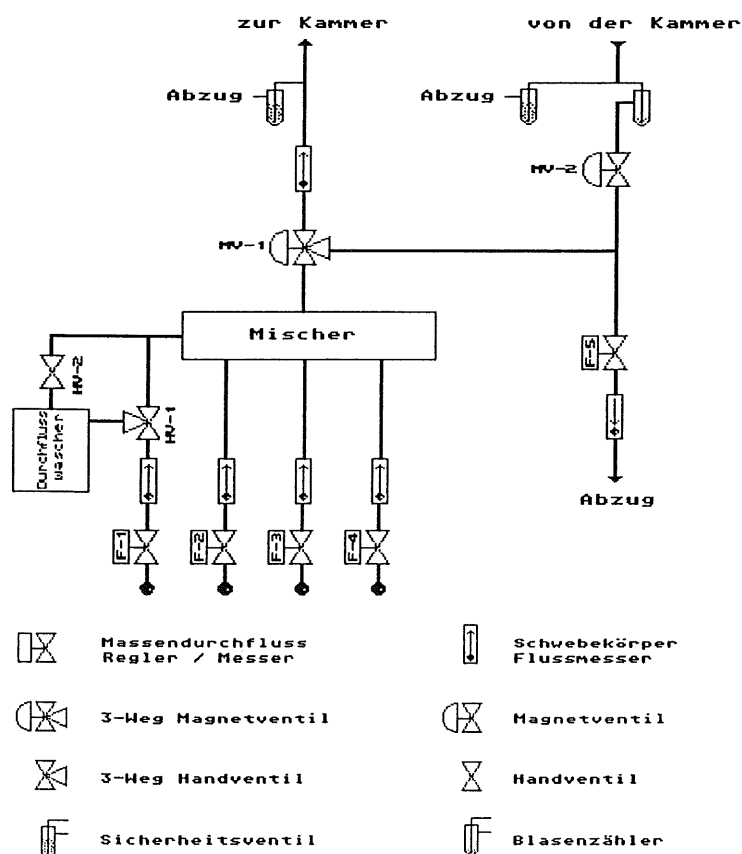 zur Kammer
von der Kammer
Abzug
Abzug
MV-2
MV-1
Mischer
HV-2
HV-1
Durchfluss
wascher
F-5
Abzug
F-1
F-2
F-3
F-4
Massendurchfluss
Regler / Messer
Schwebekörper
Flussmesser
3-Weg Magnetventil
Magnetventil
3-Weg Handventil
Handventil
Sicherheitsventil
Blasenzähler